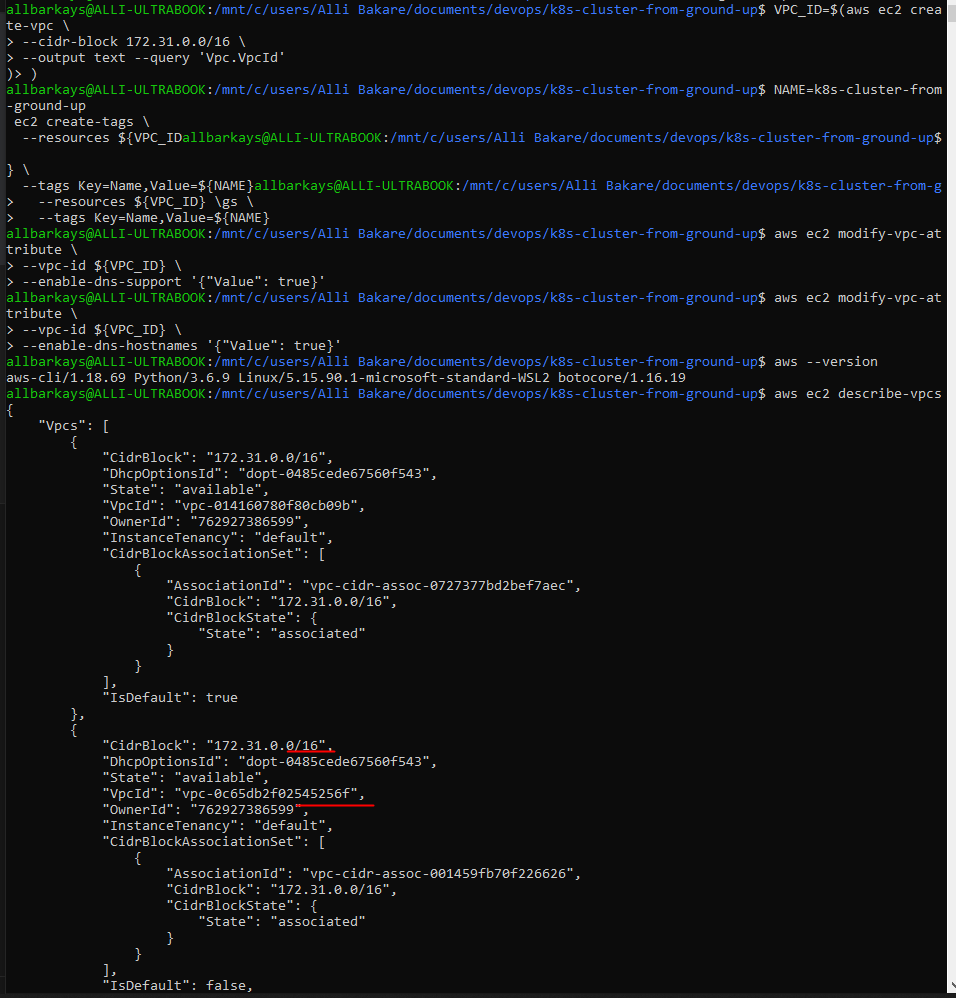 allbarkays@ALLI-ULTRABOOK:/mnt/c/users/Alli Bakare/documents/devops/k8s-cluster-from-ground-up$ VPC_ID=$(aws ec2 crea
te-vpc \
> --cidr-block 172.31.0.0/16 \
> --output text --query 'Vpc.VpcId'
)> )
allbarkays@ALLI-ULTRABOOK:/mnt/c/users/Alli Bakare/documents/devops/k8s-cluster-from-ground-up$ NAME=k8s-cluster-from
-ground-up
 ec2 create-tags \
  --resources ${VPC_IDallbarkays@ALLI-ULTRABOOK:/mnt/c/users/Alli Bakare/documents/devops/k8s-cluster-from-ground-up$
} \
  --tags Key=Name,Value=${NAME}allbarkays@ALLI-ULTRABOOK:/mnt/c/users/Alli Bakare/documents/devops/k8s-cluster-from-g
>   --resources ${VPC_ID} \gs \
>   --tags Key=Name,Value=${NAME}
allbarkays@ALLI-ULTRABOOK:/mnt/c/users/Alli Bakare/documents/devops/k8s-cluster-from-ground-up$ aws ec2 modify-vpc-at
tribute \
> --vpc-id ${VPC_ID} \
> --enable-dns-support '{"Value": true}'
allbarkays@ALLI-ULTRABOOK:/mnt/c/users/Alli Bakare/documents/devops/k8s-cluster-from-ground-up$ aws ec2 modify-vpc-at
tribute \
> --vpc-id ${VPC_ID} \
> --enable-dns-hostnames '{"Value": true}'
allbarkays@ALLI-ULTRABOOK:/mnt/c/users/Alli Bakare/documents/devops/k8s-cluster-from-ground-up$ aws --version
aws-cli/1.18.69 Python/3.6.9 Linux/5.15.90.1-microsoft-standard-WSL2 botocore/1.16.19
allbarkays@ALLI-ULTRABOOK:/mnt/c/users/Alli Bakare/documents/devops/k8s-cluster-from-ground-up$ aws ec2 describe-vpcs
{
    "Vpcs": [
        {
            "CidrBlock": "172.31.0.0/16",
            "DhcpOptionsId": "dopt-0485cede67560f543",
            "State": "available",
            "VpcId": "vpc-014160780f80cb09b",
            "OwnerId": "762927386599",
            "InstanceTenancy": "default",
            "CidrBlockAssociationSet": [
                {
                    "AssociationId": "vpc-cidr-assoc-0727377bd2bef7aec",
                    "CidrBlock": "172.31.0.0/16",
                    "CidrBlockState": {
                        "State": "associated"
                    }
                }
            ],
            "IsDefault": true
        },
        {
            "CidrBlock": "172.31.0.0/16",
            "DhcpOptionsId": "dopt-0485cede67560f543",
            "State": "available",
            "VpcId": "vpc-0c65db2f02545256f",
            "OwnerId": "762927386599",
            "InstanceTenancy": "default",
            "CidrBlockAssociationSet": [
                {
                    "AssociationId": "vpc-cidr-assoc-001459fb70f226626",
                    "CidrBlock": "172.31.0.0/16",
                    "CidrBlockState": {
                        "State": "associated"
                    }
                }
            ],
            "IsDefault": false,